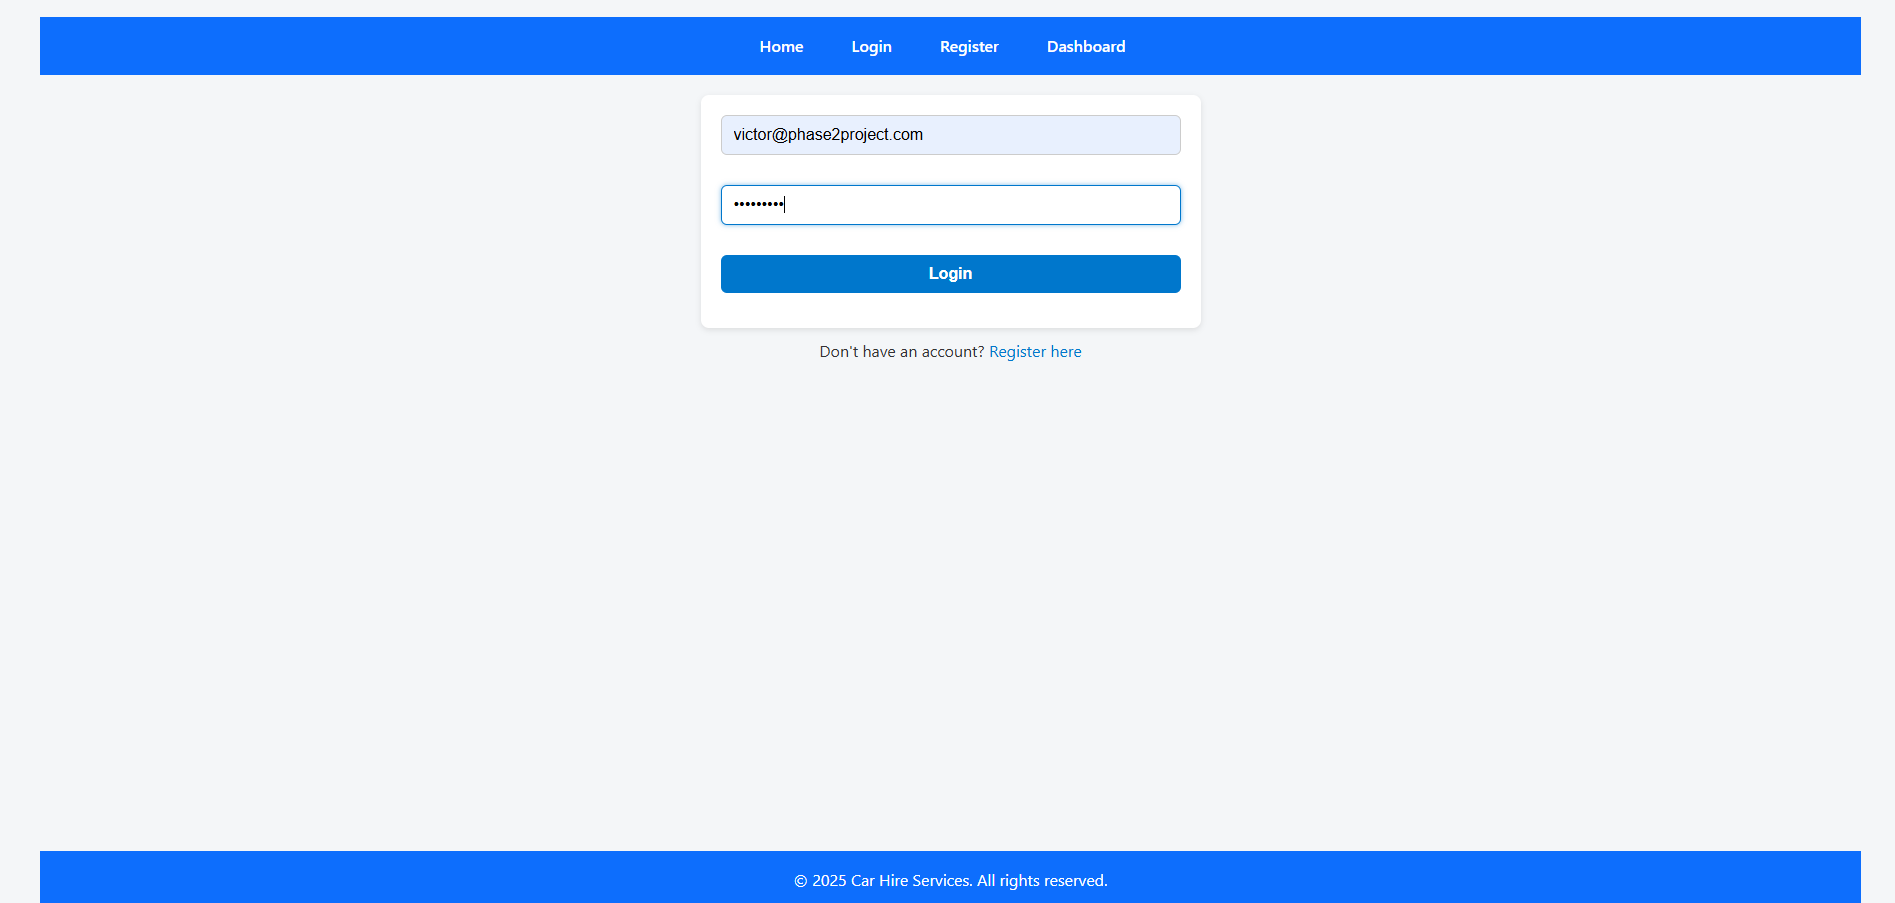 Home Login Register Dashboard
victor@phase2project.com
•••••••••
Login
Don't have an account? Register here
© 2025 Car Hire Services. All rights reserved.